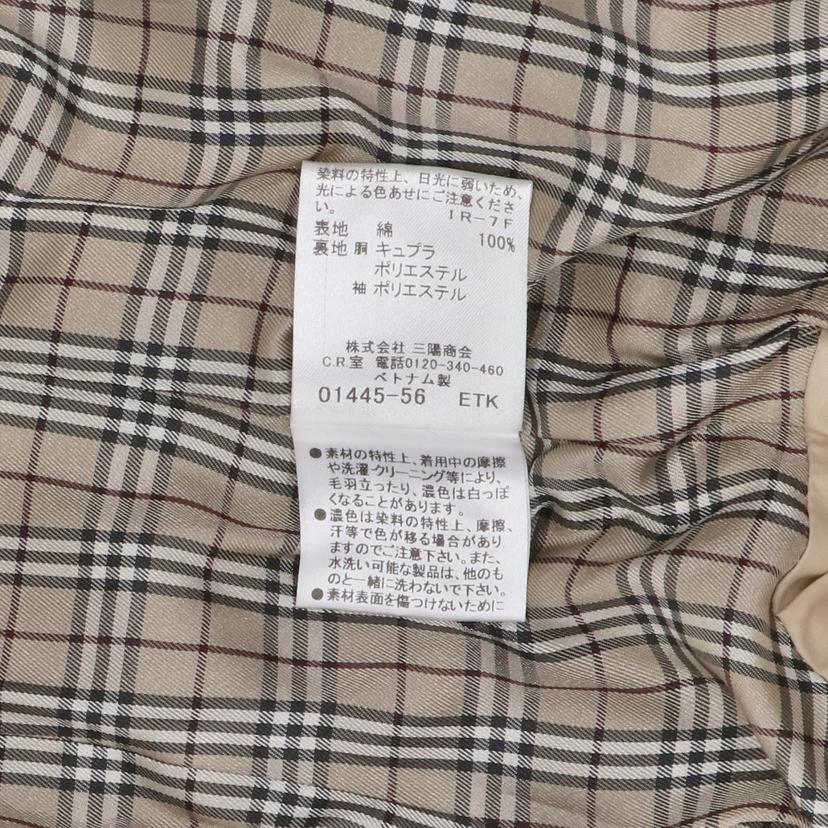 染料の特性上、日光に弱いため、
光による色あせにご注意くださ
い。 IR-7F
表地 綿 100%
裏地 胴 キュプラ
ポリエステル
袖 ポリエステル
株式会社 三陽商会
C.R.室 電話0120-340-460
ベトナム製
01445-56 ETK
●素材の特性上、着用中の摩擦
や洗濯·クリーニング等により、
毛羽立ったり、濃色は白っぽ
くなることがあります。
●濃色は染料の特性上、摩擦、
汗等で色が移る場合があり
ますのでご注意下さい。また、
水洗い可能な製品は、他のも
のと一緒に洗わないで下さい。
●素材表面を傷つけないために